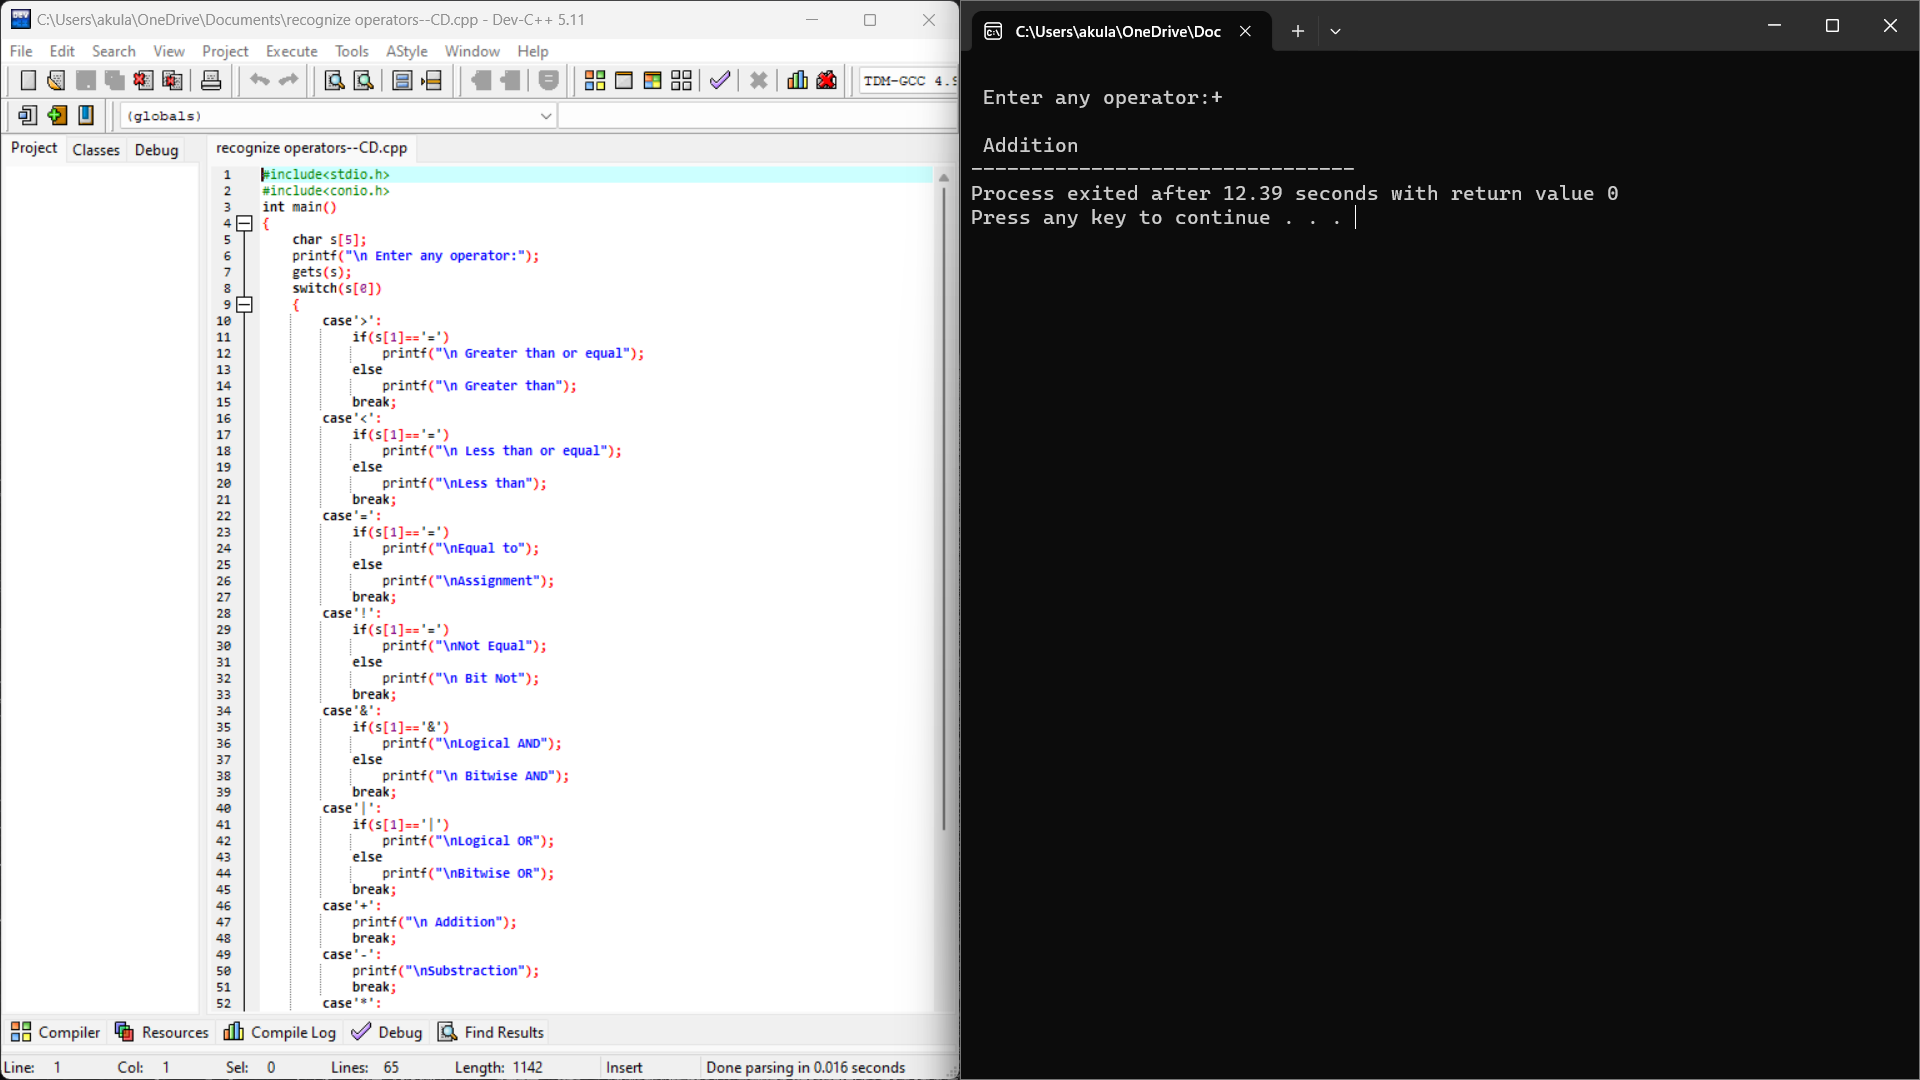 C:\Users\akula\OneDrive\Documents\recognize operators--CD.cpp - Dev-C++ 5.11
File Edit Search View Project Execute Tools AStyle Window Help
TDM-GCC 4.9
(globals)
Project Classes Debug
recognize operators--CD.cpp
1 #include<stdio.h>
2 #include<conio.h>
3 int main()
4 {
5 char s[5];
6 printf("\n Enter any operator:");
7 gets(s);
8 switch(s[0])
9 {
10 case'>':
11 if(s[1]=='=')
12 printf("\n Greater than or equal");
13 else
14 printf("\n Greater than");
15 break;
16 case'<':
17 if(s[1]=='=')
18 printf("\n Less than or equal");
19 else
20 printf("\nLess than");
21 break;
22 case'=':
23 if(s[1]=='=')
24 printf("\nEqual to");
25 else
26 printf("\nAssignment");
27 break;
28 case'!':
29 if(s[1]=='=')
30 printf("\nNot Equal");
31 else
32 printf("\n Bit Not");
33 break;
34 case'&':
35 if(s[1]=='&')
36 printf("\nLogical AND");
37 else
38 printf("\n Bitwise AND");
39 break;
40 case'|':
41 if(s[1]=='|')
42 printf("\nLogical OR");
43 else
44 printf("\nBitwise OR");
45 break;
46 case'+':
47 printf("\n Addition");
48 break;
49 case'-':
50 printf("\nSubstraction");
51 break;
52 case'*':
Compiler Resources Compile Log Debug Find Results
Line: 1 Col: 1 Sel: 0 Lines: 65 Length: 1142 Insert Done parsing in 0.016 seconds
C:\Users\akula\OneDrive\Doc
Enter any operator:+
Addition
--------------------------------
Process exited after 12.39 seconds with return value 0
Press any key to continue . . .